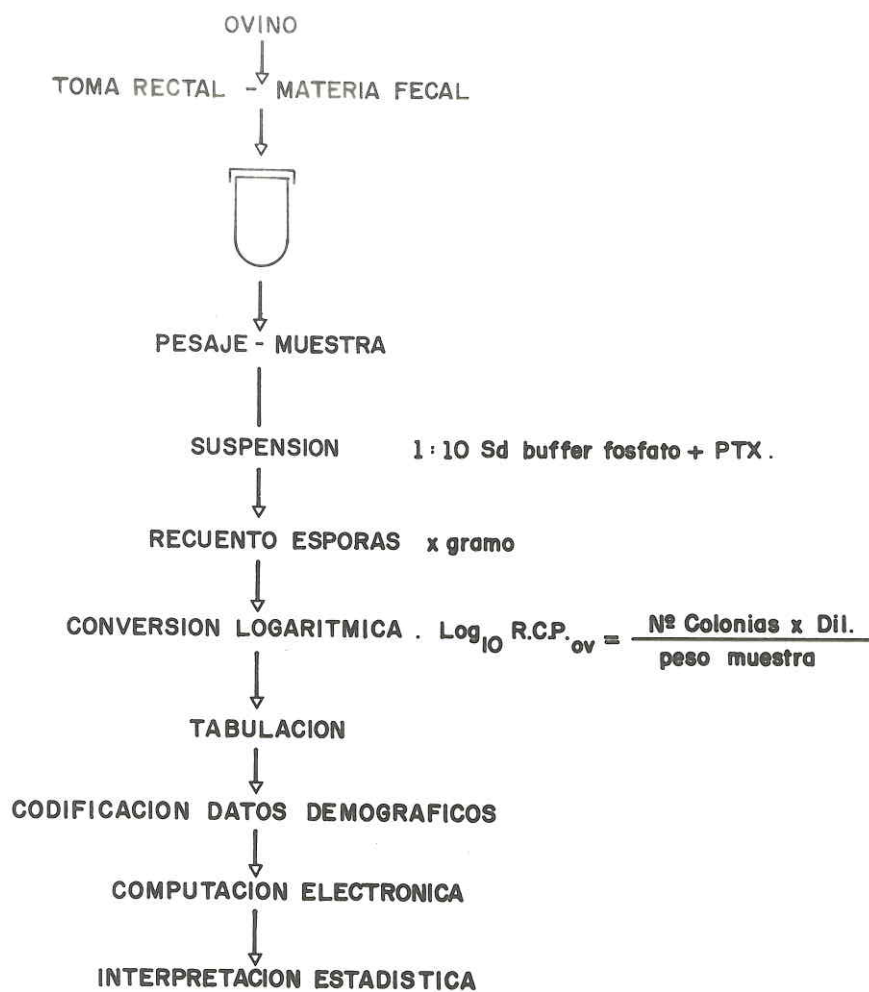 OVINO
TOMA RECTAL - MATERIA FECAL
PESAJE - MUESTRA
SUSPENSION 1:10 Sd buffer fosfato + PTX.
RECUENTO ESPORAS x gramo
CONVERSION LOGARITMICA . Log10 R.C.P.ov = Nº Colonias x Dil.
peso muestra
TABULACION
CODIFICACION DATOS DEMOGRAFICOS
COMPUTACION ELECTRONICA
INTERPRETACION ESTADISTICA